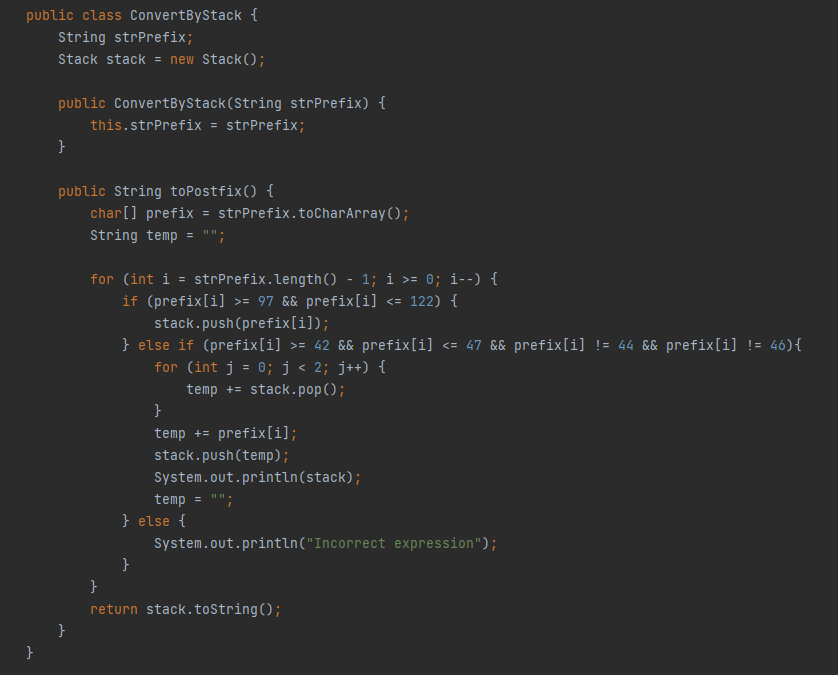 public class ConvertByStack {
    String strPrefix;
    Stack stack = new Stack();

    public ConvertByStack(String strPrefix) {
        this.strPrefix = strPrefix;
    }

    public String toPostfix() {
        char[] prefix = strPrefix.toCharArray();
        String temp = "";

        for (int i = strPrefix.length() - 1; i >= 0; i--) {
            if (prefix[i] >= 97 && prefix[i] <= 122) {
                stack.push(prefix[i]);
            } else if (prefix[i] >= 42 && prefix[i] <= 47 && prefix[i] != 44 && prefix[i] != 46){
                for (int j = 0; j < 2; j++) {
                    temp += stack.pop();
                }
                temp += prefix[i];
                stack.push(temp);
                System.out.println(stack);
                temp = "";
            } else {
                System.out.println("Incorrect expression");
            }
        }
        return stack.toString();
    }
}